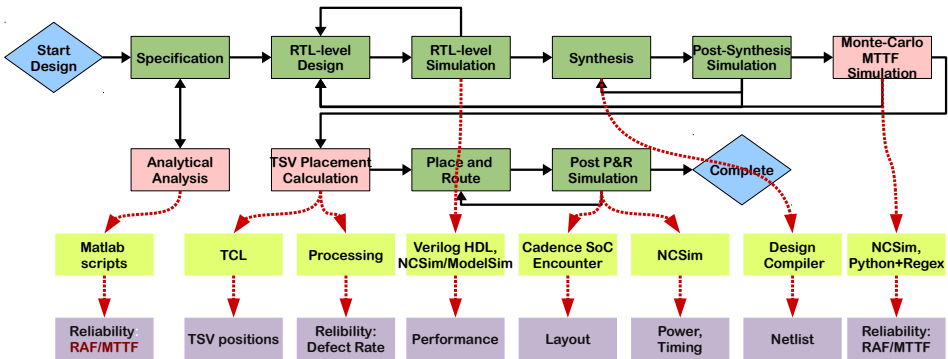 Start
Design
Specification
RTL-level
Design
RTL-level
Simulation
Synthesis
Post-Synthesis
Simulation
Monte-Carlo
MTTF
Simulation
Analytical
Analysis
TSV Placement
Calculation
Place and
Route
Post P&R
Simulation
Complete
Matlab
scripts
TCL
Processing
Verilog HDL,
NCSim/ModelSim
Cadence SoC
Encounter
NCSim
Design
Compiler
NCSim,
Python+Regex
Reliability:
RAF/MTTF
TSV positions
Relibility:
Defect Rate
Performance
Layout
Power,
Timing
Netlist
Reliability:
RAF/MTTF